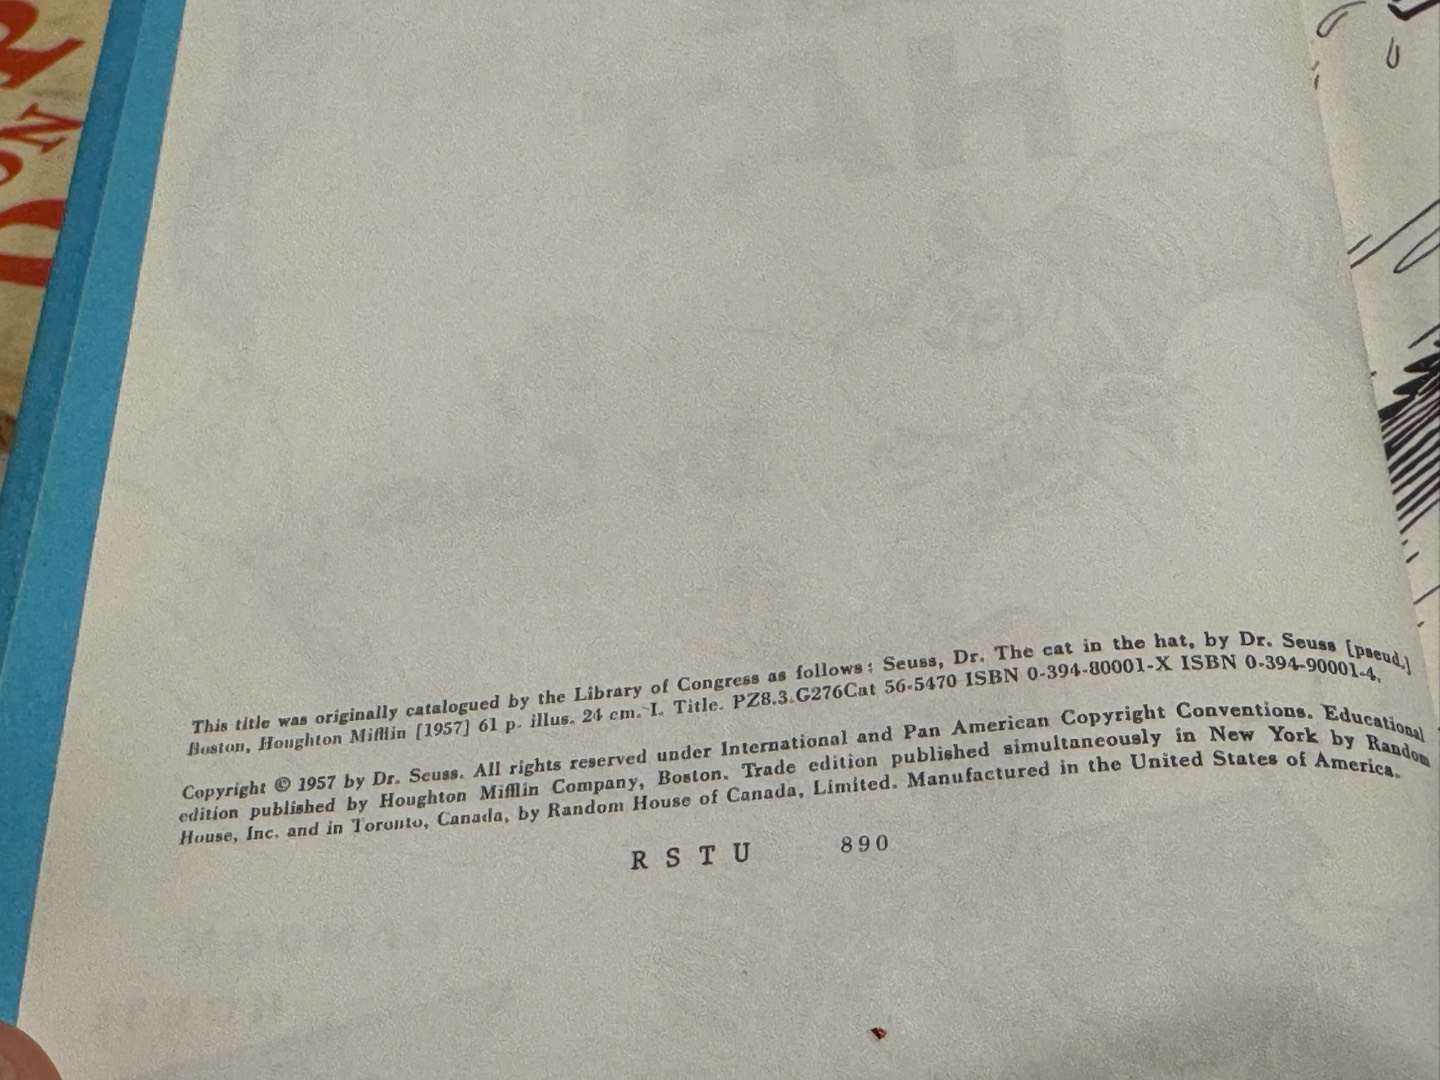 This title was originally catalogued by the Library of Congress as follows: Seuss, Dr. The cat in the hat, by Dr. Seuss [pseud.]
Boston, Houghton Mifflin [1957] 61 p. illus. 24 cm. I. Title. PZ8.3.G276Cat 56-5470 ISBN 0-394-80001-X ISBN 0-394-90001-4.
Copyright © 1957 by Dr. Seuss. All rights reserved under International and Pan American Copyright Conventions. Educational
edition published by Houghton Mifflin Company, Boston. Trade edition published simultaneously in New York by Random
House, Inc. and in Toronto, Canada, by Random House of Canada, Limited. Manufactured in the United States of America.
R S T U 890